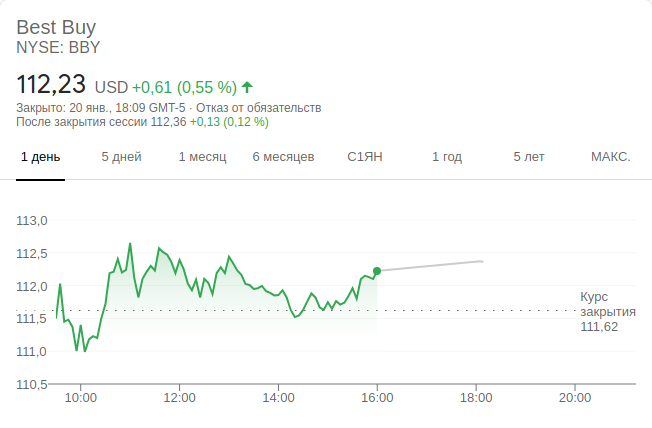 Best Buy
NYSE: BBY
112,23 USD +0,61 (0,55 %)
Закрыто: 20 янв., 18:09 GMT-5 · Отказ от обязательств
После закрытия сессии 112,36 +0,13 (0,12 %)
1 день 5 дней 1 месяц 6 месяцев С1ЯН 1 год 5 лет МАКС.
113,0
112,5
112,0
111,5
111,0
110,5
Курс
закрытия
111,62
10:00 12:00 14:00 16:00 18:00 20:00